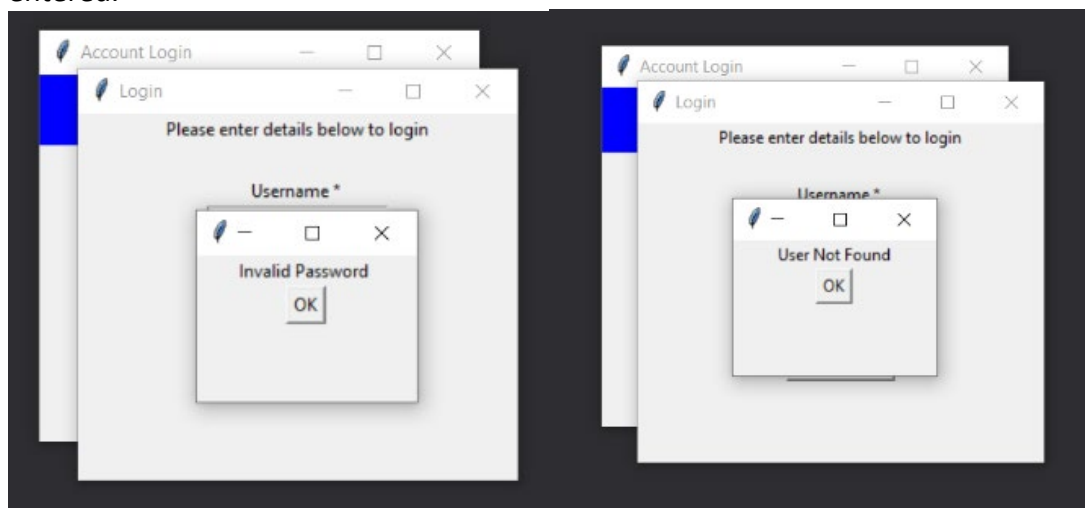 entered.
Account Login
Login
Please enter details below to login
Username *
Invalid Password
OK
Account Login
Login
Please enter details below to login
Username *
User Not Found
OK